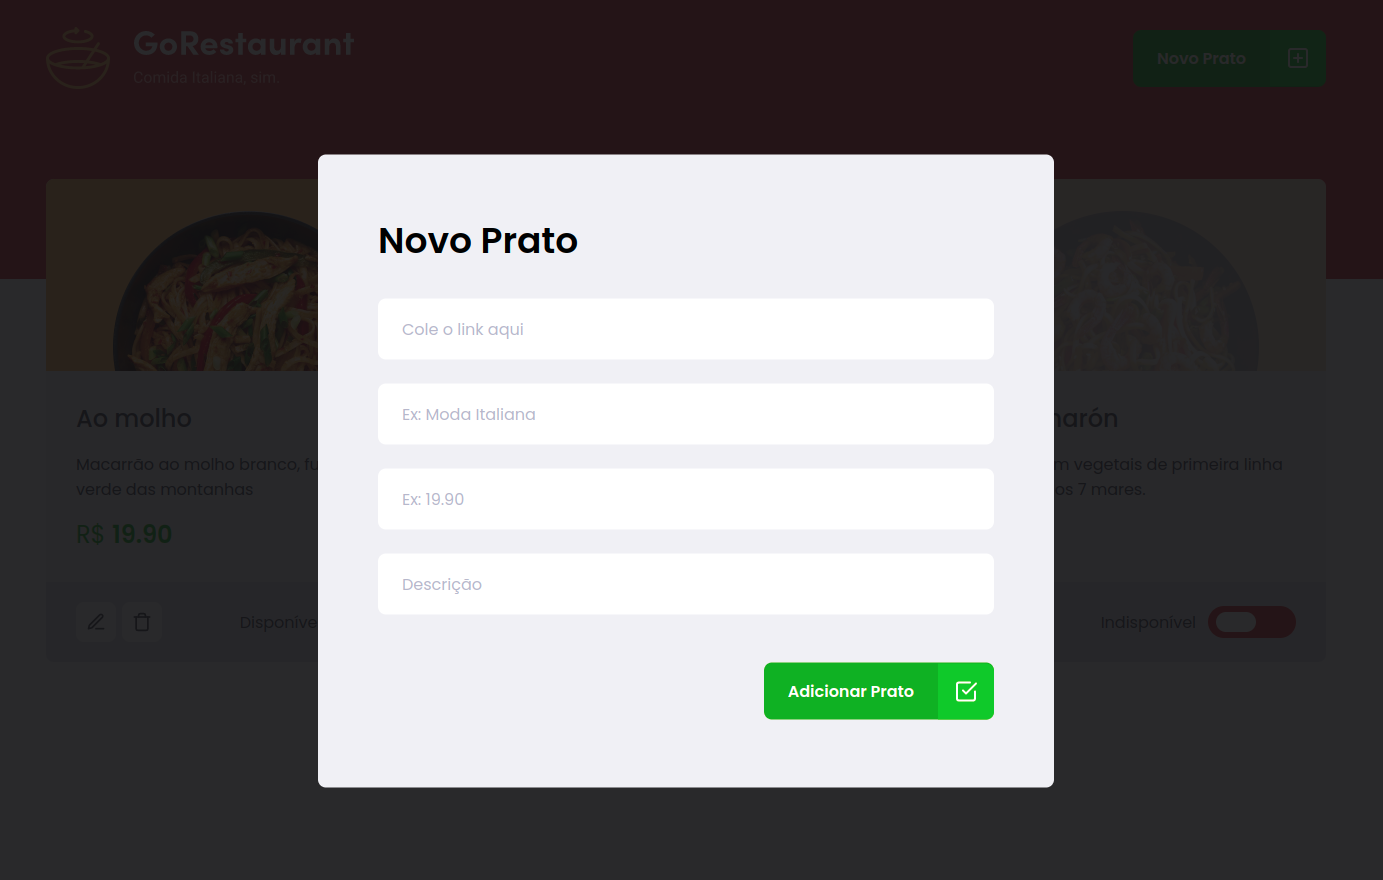 GoRestaurant
Comida Italiana, sim.
Novo Prato
Novo Prato
Cole o link aqui
Ex: Moda Italiana
Ex: 19.90
Descrição
Adicionar Prato
Ao molho
Macarrão ao molho branco, fu
verde das montanhas
R$ 19.90
Disponíve
narón
m vegetais de primeira linha
os 7 mares.
Indisponível